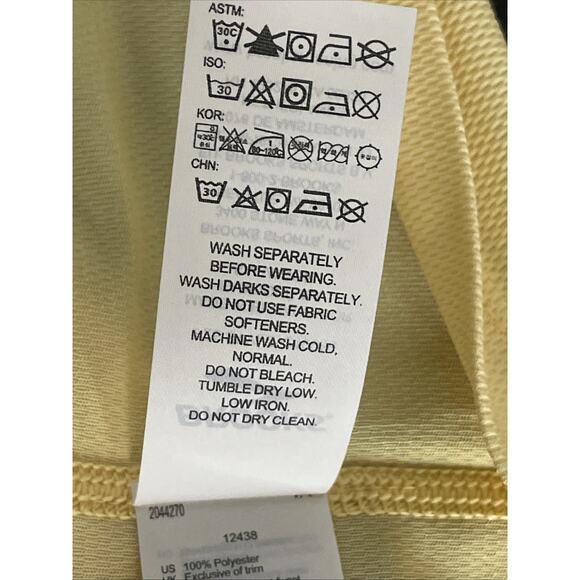 ASTM:
30C
ISO:
30
KOR:
80~120°C
CHN:
30
WASH SEPARATELY
BEFORE WEARING.
WASH DARKS SEPARATELY.
DO NOT USE FABRIC
SOFTENERS.
MACHINE WASH COLD,
NORMAL.
DO NOT BLEACH.
TUMBLE DRY LOW.
LOW IRON.
DO NOT DRY CLEAN.
2044270
12438
US 100% Polyester
UK Exclusive of trim